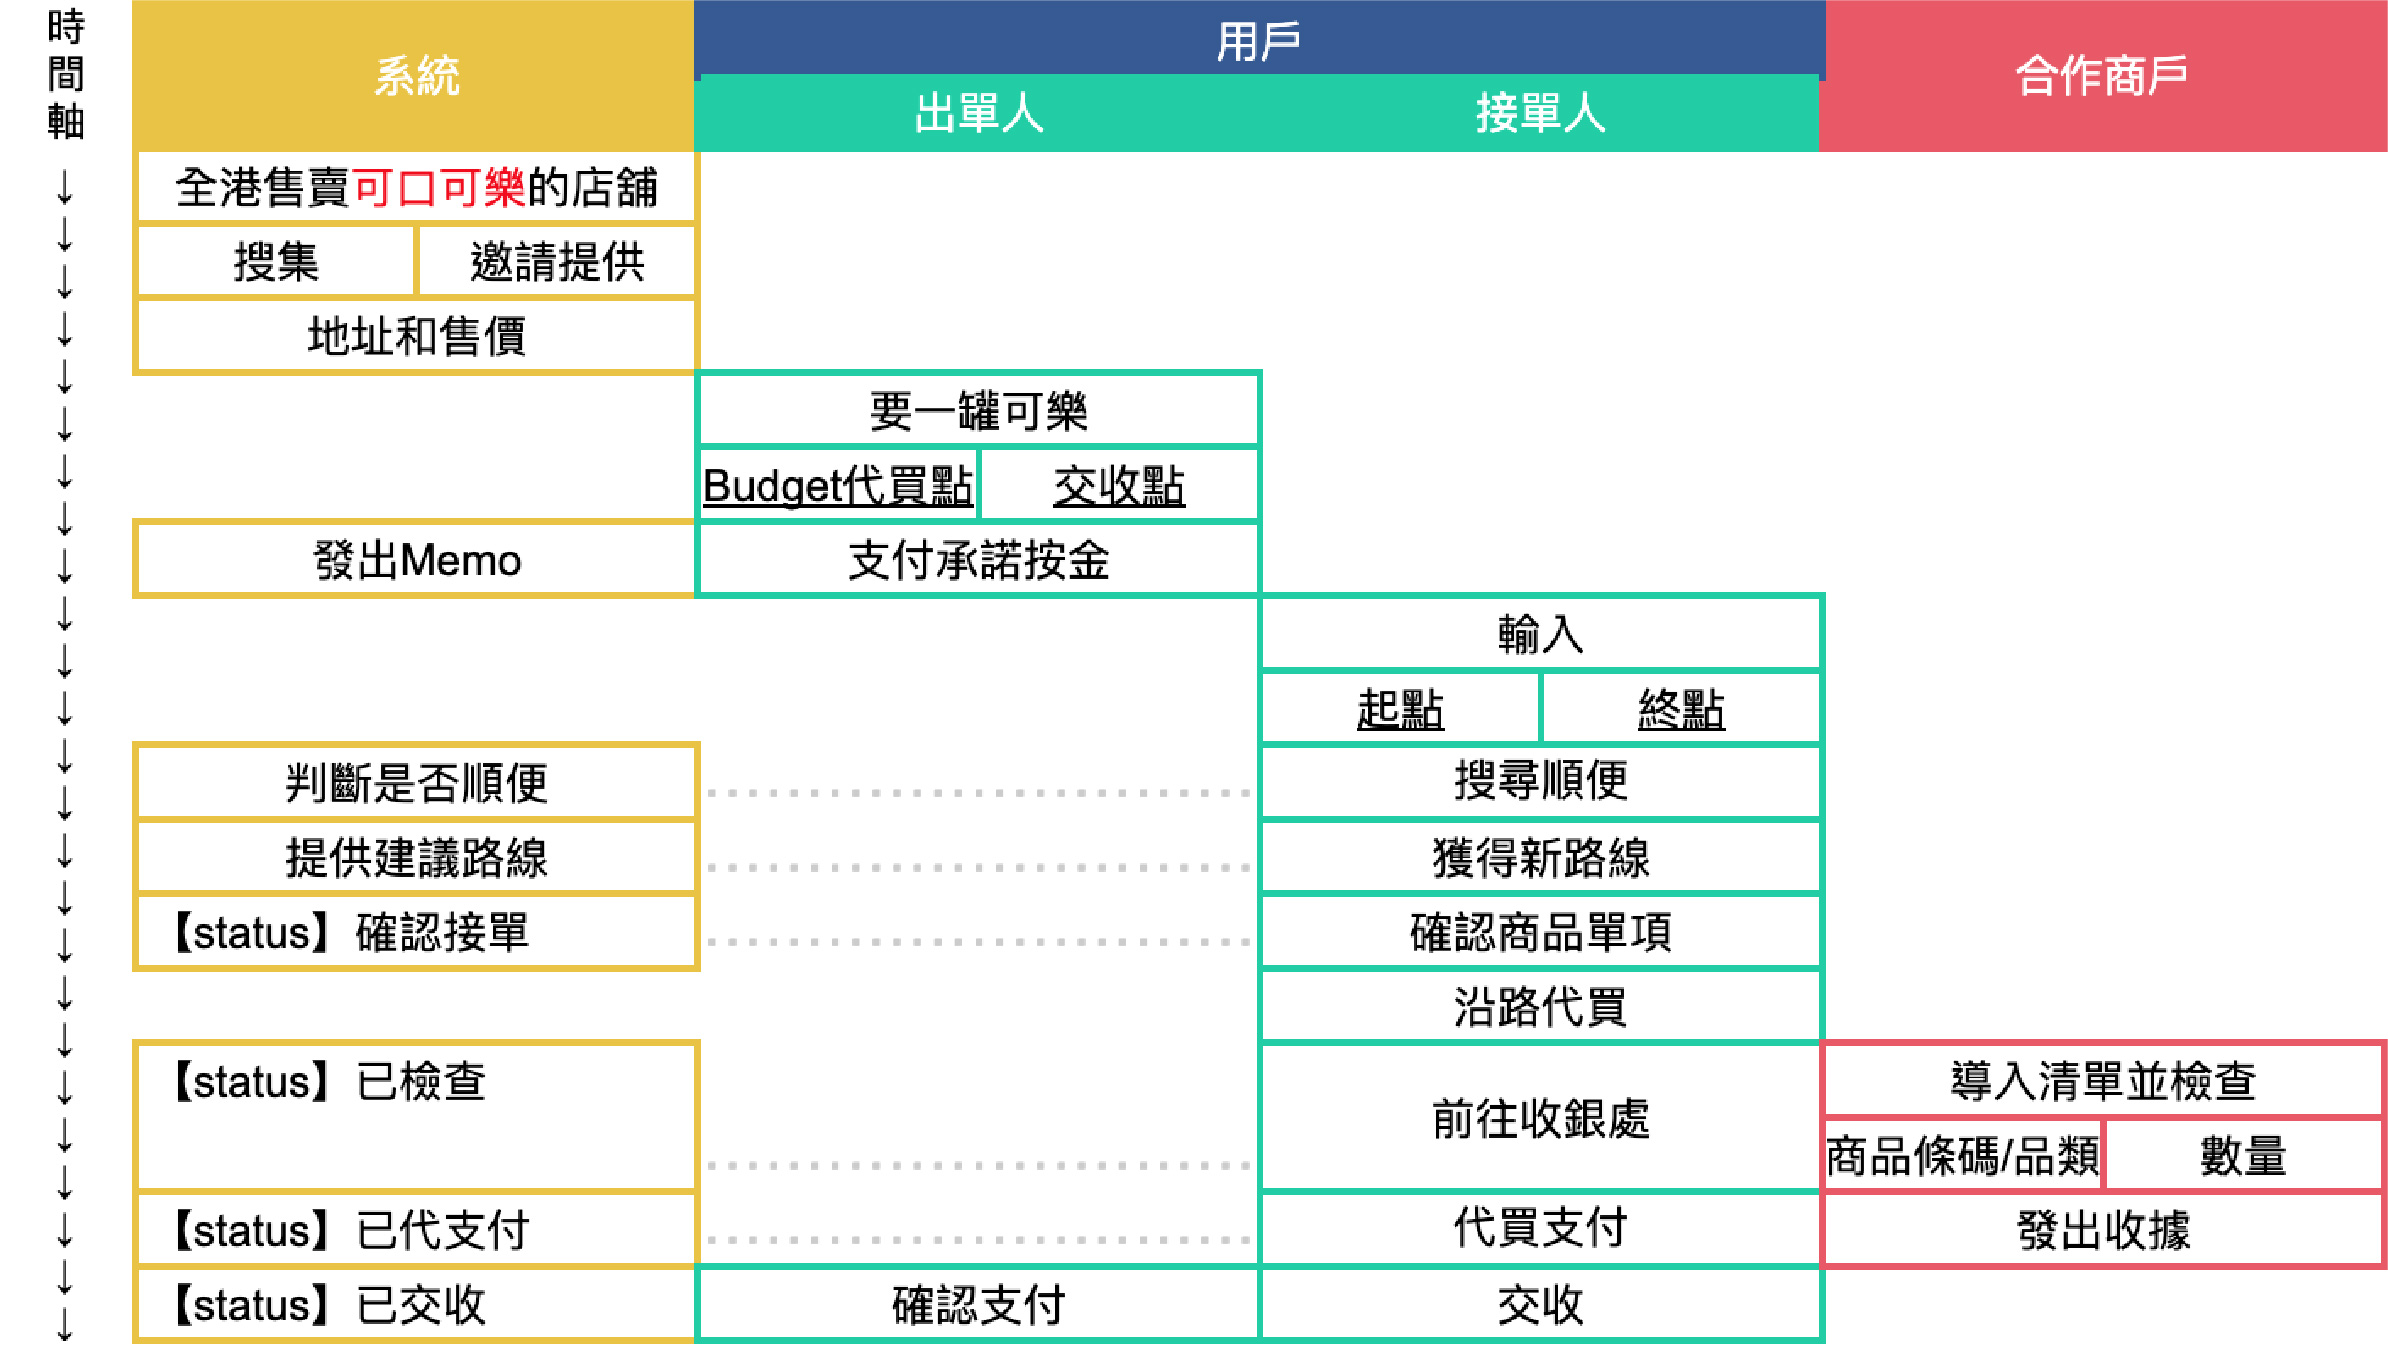 時間軸
系統
用戶
合作商戶
出單人
接單人
↓
全港售賣可口可樂的店舖
↓
搜集
邀請提供
↓
地址和售價
↓
↓
要一罐可樂
↓
↓
Budget代買點
交收點
↓
發出Memo
支付承諾按金
↓
↓
輸入
↓
↓
起點
終點
↓
判斷是否順便
搜尋順便
↓
↓
提供建議路線
獲得新路線
↓
【status】確認接單
確認商品單項
↓
↓
沿路代買
↓
↓
【status】已檢查
前往收銀處
導入清單並檢查
↓
商品條碼/品類
數量
↓
【status】已代支付
代買支付
發出收據
↓
↓
【status】已交收
確認支付
交收
↓